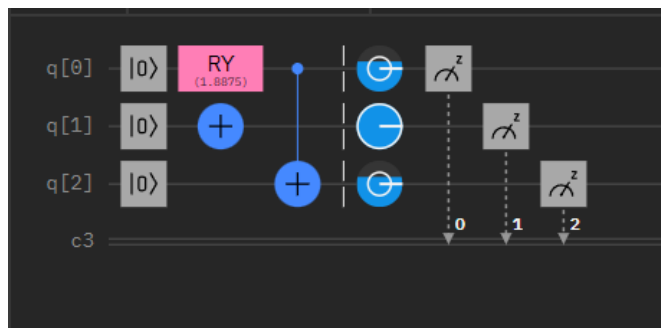 q[0] |0⟩ RY z
(1.8875)
q[1] |0⟩ + z
q[2] |0⟩ + z
0 1 2
c3